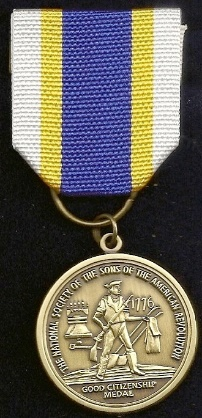 THE NATIONAL SOCIETY OF THE SONS OF THE AMERICAN REVOLUTION
1776
GOOD CITIZENSHIP
MEDAL